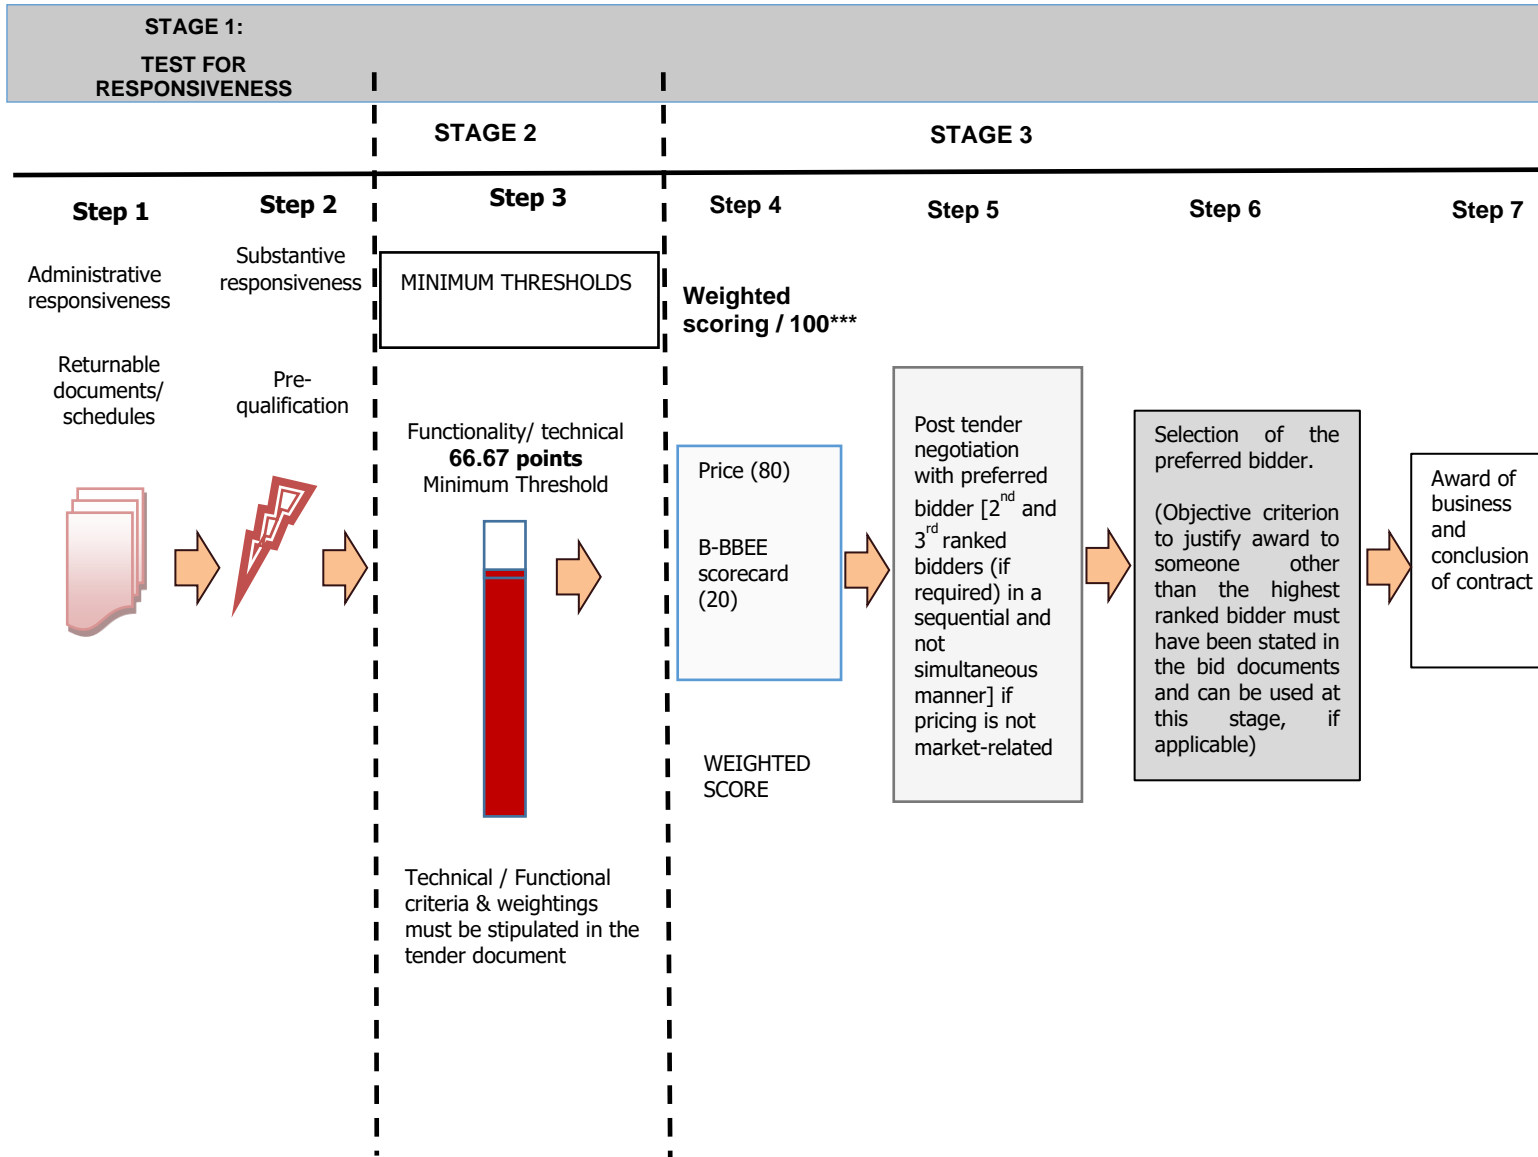 STAGE 1:
TEST FOR
RESPONSIVENESS
STAGE 2
STAGE 3
Step 1
Step 2
Step 3
Step 4
Step 5
Step 6
Step 7
Administrative
responsiveness
Returnable
documents/
schedules
Substantive
responsiveness
Pre-
qualification
MINIMUM THRESHOLDS
Functionality/ technical
66.67 points
Minimum Threshold
Technical / Functional
criteria & weightings
must be stipulated in the
tender document
Weighted
scoring / 100***
Price (80)
B-BBEE
scorecard
(20)
WEIGHTED
SCORE
Post tender
negotiation
with preferred
bidder [2nd and
3rd ranked
bidders (if
required) in a
sequential and
not
simultaneous
manner] if
pricing is not
market-related
Selection of the
preferred bidder.
(Objective criterion
to justify award to
someone other
than the highest
ranked bidder must
have been stated in
the bid documents
and can be used at
this stage, if
applicable)
Award of
business
and
conclusion
of contract